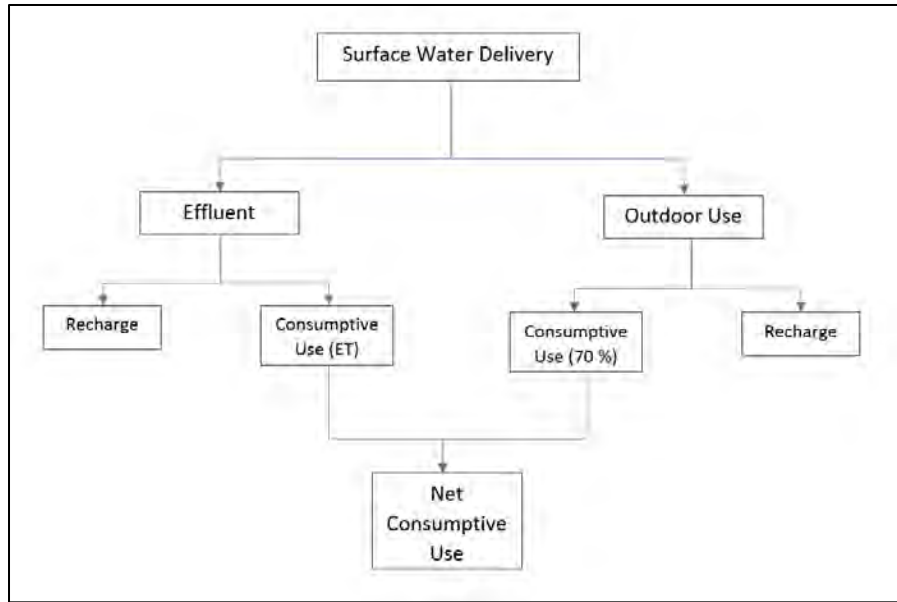 Surface Water Delivery
Effluent
Outdoor Use
Recharge
Consumptive
Use (ET)
Consumptive
Use (70 %)
Recharge
Net
Consumptive
Use